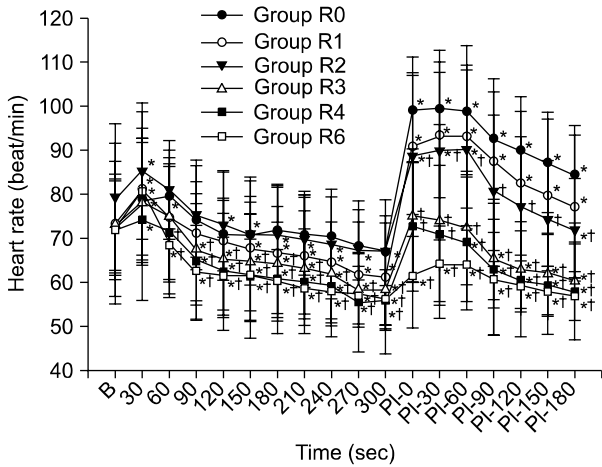 120
110
100
90
80
70
60
50
40
Heart rate (beat/min)
Group R0
Group R1
Group R2
Group R3
Group R4
Group R6
B
30
60
90
120
150
180
210
240
270
300
PI-0
PI-30
PI-60
PI-90
PI-120
PI-150
PI-180
Time (sec)